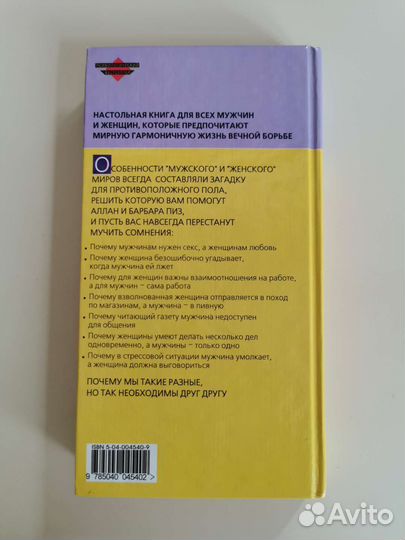 НАСТОЛЬНАЯ КНИГА ДЛЯ ВСЕХ МУЖЧИН
И ЖЕНЩИН, КОТОРЫЕ ПРЕДПОЧИТАЮТ
МИРНУЮ ГАРМОНИЧНУЮ ЖИЗНЬ ВЕЧНОЙ БОРЬБЕ
ОСОБЕННОСТИ "МУЖСКОГО" И "ЖЕНСКОГО"
МИРОВ ВСЕГДА СОСТАВЛЯЛИ ЗАГАДКУ
ДЛЯ ПРОТИВОПОЛОЖНОГО ПОЛА,
РЕШИТЬ КОТОРУЮ ВАМ ПОМОГУТ
АЛЛАН И БАРБАРА ПИЗ,
И ПУСТЬ ВАС НАВСЕГДА ПЕРЕСТАНУТ
МУЧИТЬ СОМНЕНИЯ:
• Почему мужчинам нужен секс, а женщинам любовь
• Почему женщина безошибочно угадывает,
когда мужчина ей лжет
• Почему для женщин важны взаимоотношения на работе,
а для мужчин – сама работа
• Почему взволнованная женщина отправляется в поход
по магазинам, а мужчина – в пивную
• Почему читающий газету мужчина недоступен
для общения
• Почему женщины умеют делать несколько дел
одновременно, а мужчины – только одно
• Почему в стрессовой ситуации мужчина умолкает,
а женщина должна выговориться
ПОЧЕМУ МЫ ТАКИЕ РАЗНЫЕ,
НО ТАК НЕОБХОДИМЫ ДРУГ ДРУГУ
ISBN 5-04-004540-9
9 785040 045402 >
Avito